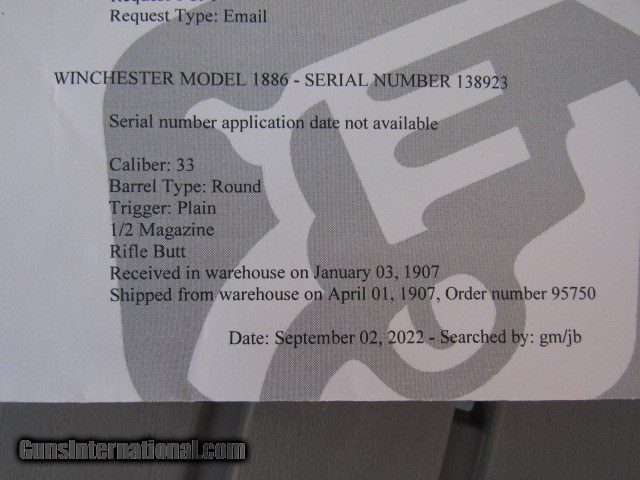 Request Type: Email
WINCHESTER MODEL 1886 - SERIAL NUMBER 138923
Serial number application date not available
Caliber: 33
Barrel Type: Round
Trigger: Plain
1/2 Magazine
Rifle Butt
Received in warehouse on January 03, 1907
Shipped from warehouse on April 01, 1907, Order number 95750
Date: September 02, 2022 - Searched by: gm/jb
GunsInternational.com